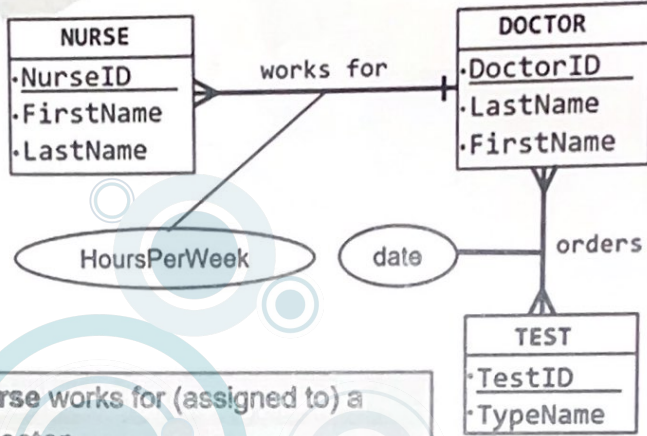 NURSE
·NurseID
·FirstName
·LastName
works for
DOCTOR
·DoctorID
·LastName
·FirstName
HoursPerWeek
date
orders
TEST
·TestID
·TypeName
works for (assigned to) a